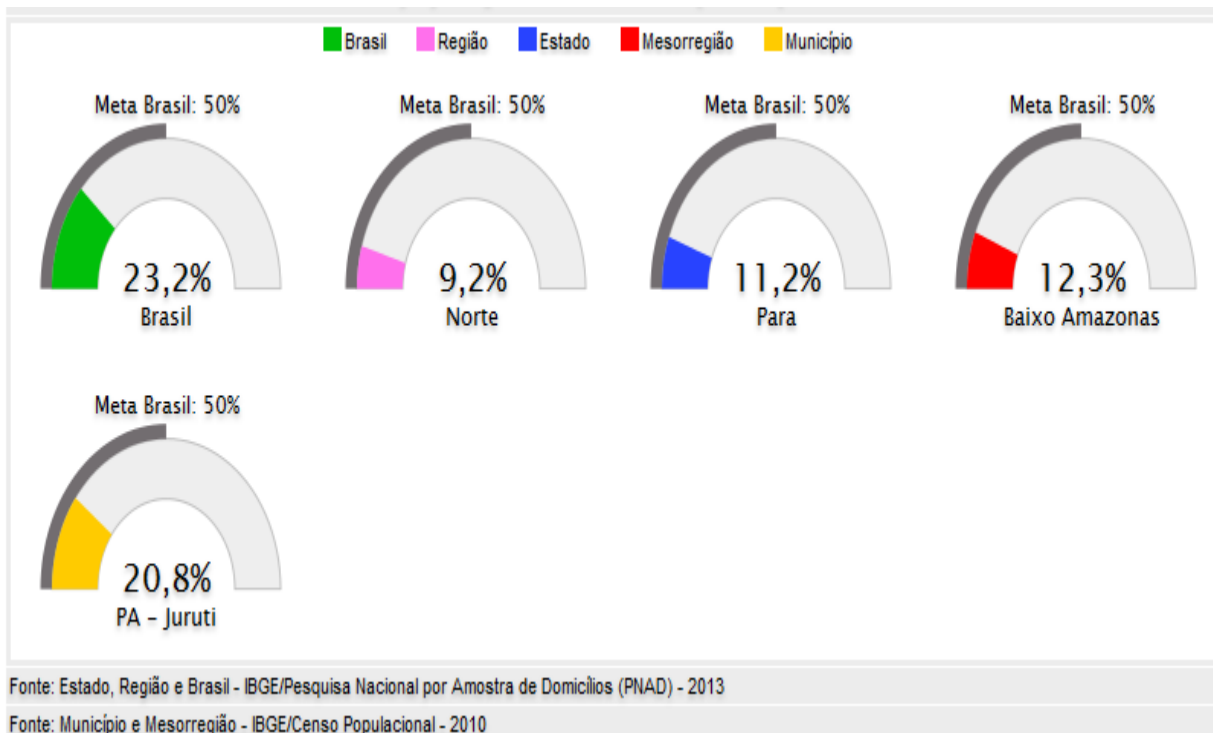 Brasil Região Estado Mesorregião Município
Meta Brasil: 50% Meta Brasil: 50% Meta Brasil: 50% Meta Brasil: 50%
23,2% 9,2% 11,2% 12,3%
Brasil Norte Para Baixo Amazonas
Meta Brasil: 50%
20,8%
PA – Juruti
Fonte: Estado, Região e Brasil - IBGE/Pesquisa Nacional por Amostra de Domicílios (PNAD) - 2013
Fonte: Município e Mesorregião - IBGE/Censo Populacional - 2010